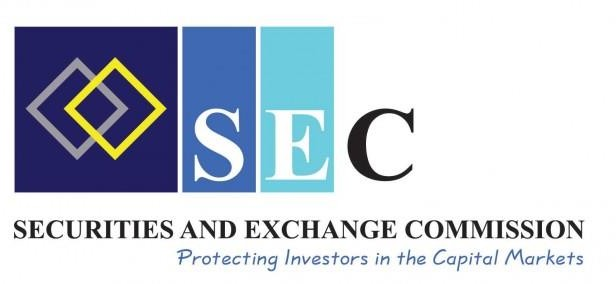 SEC
SECURITIES AND EXCHANGE COMMISSION
Protecting Investors in the Capital Markets